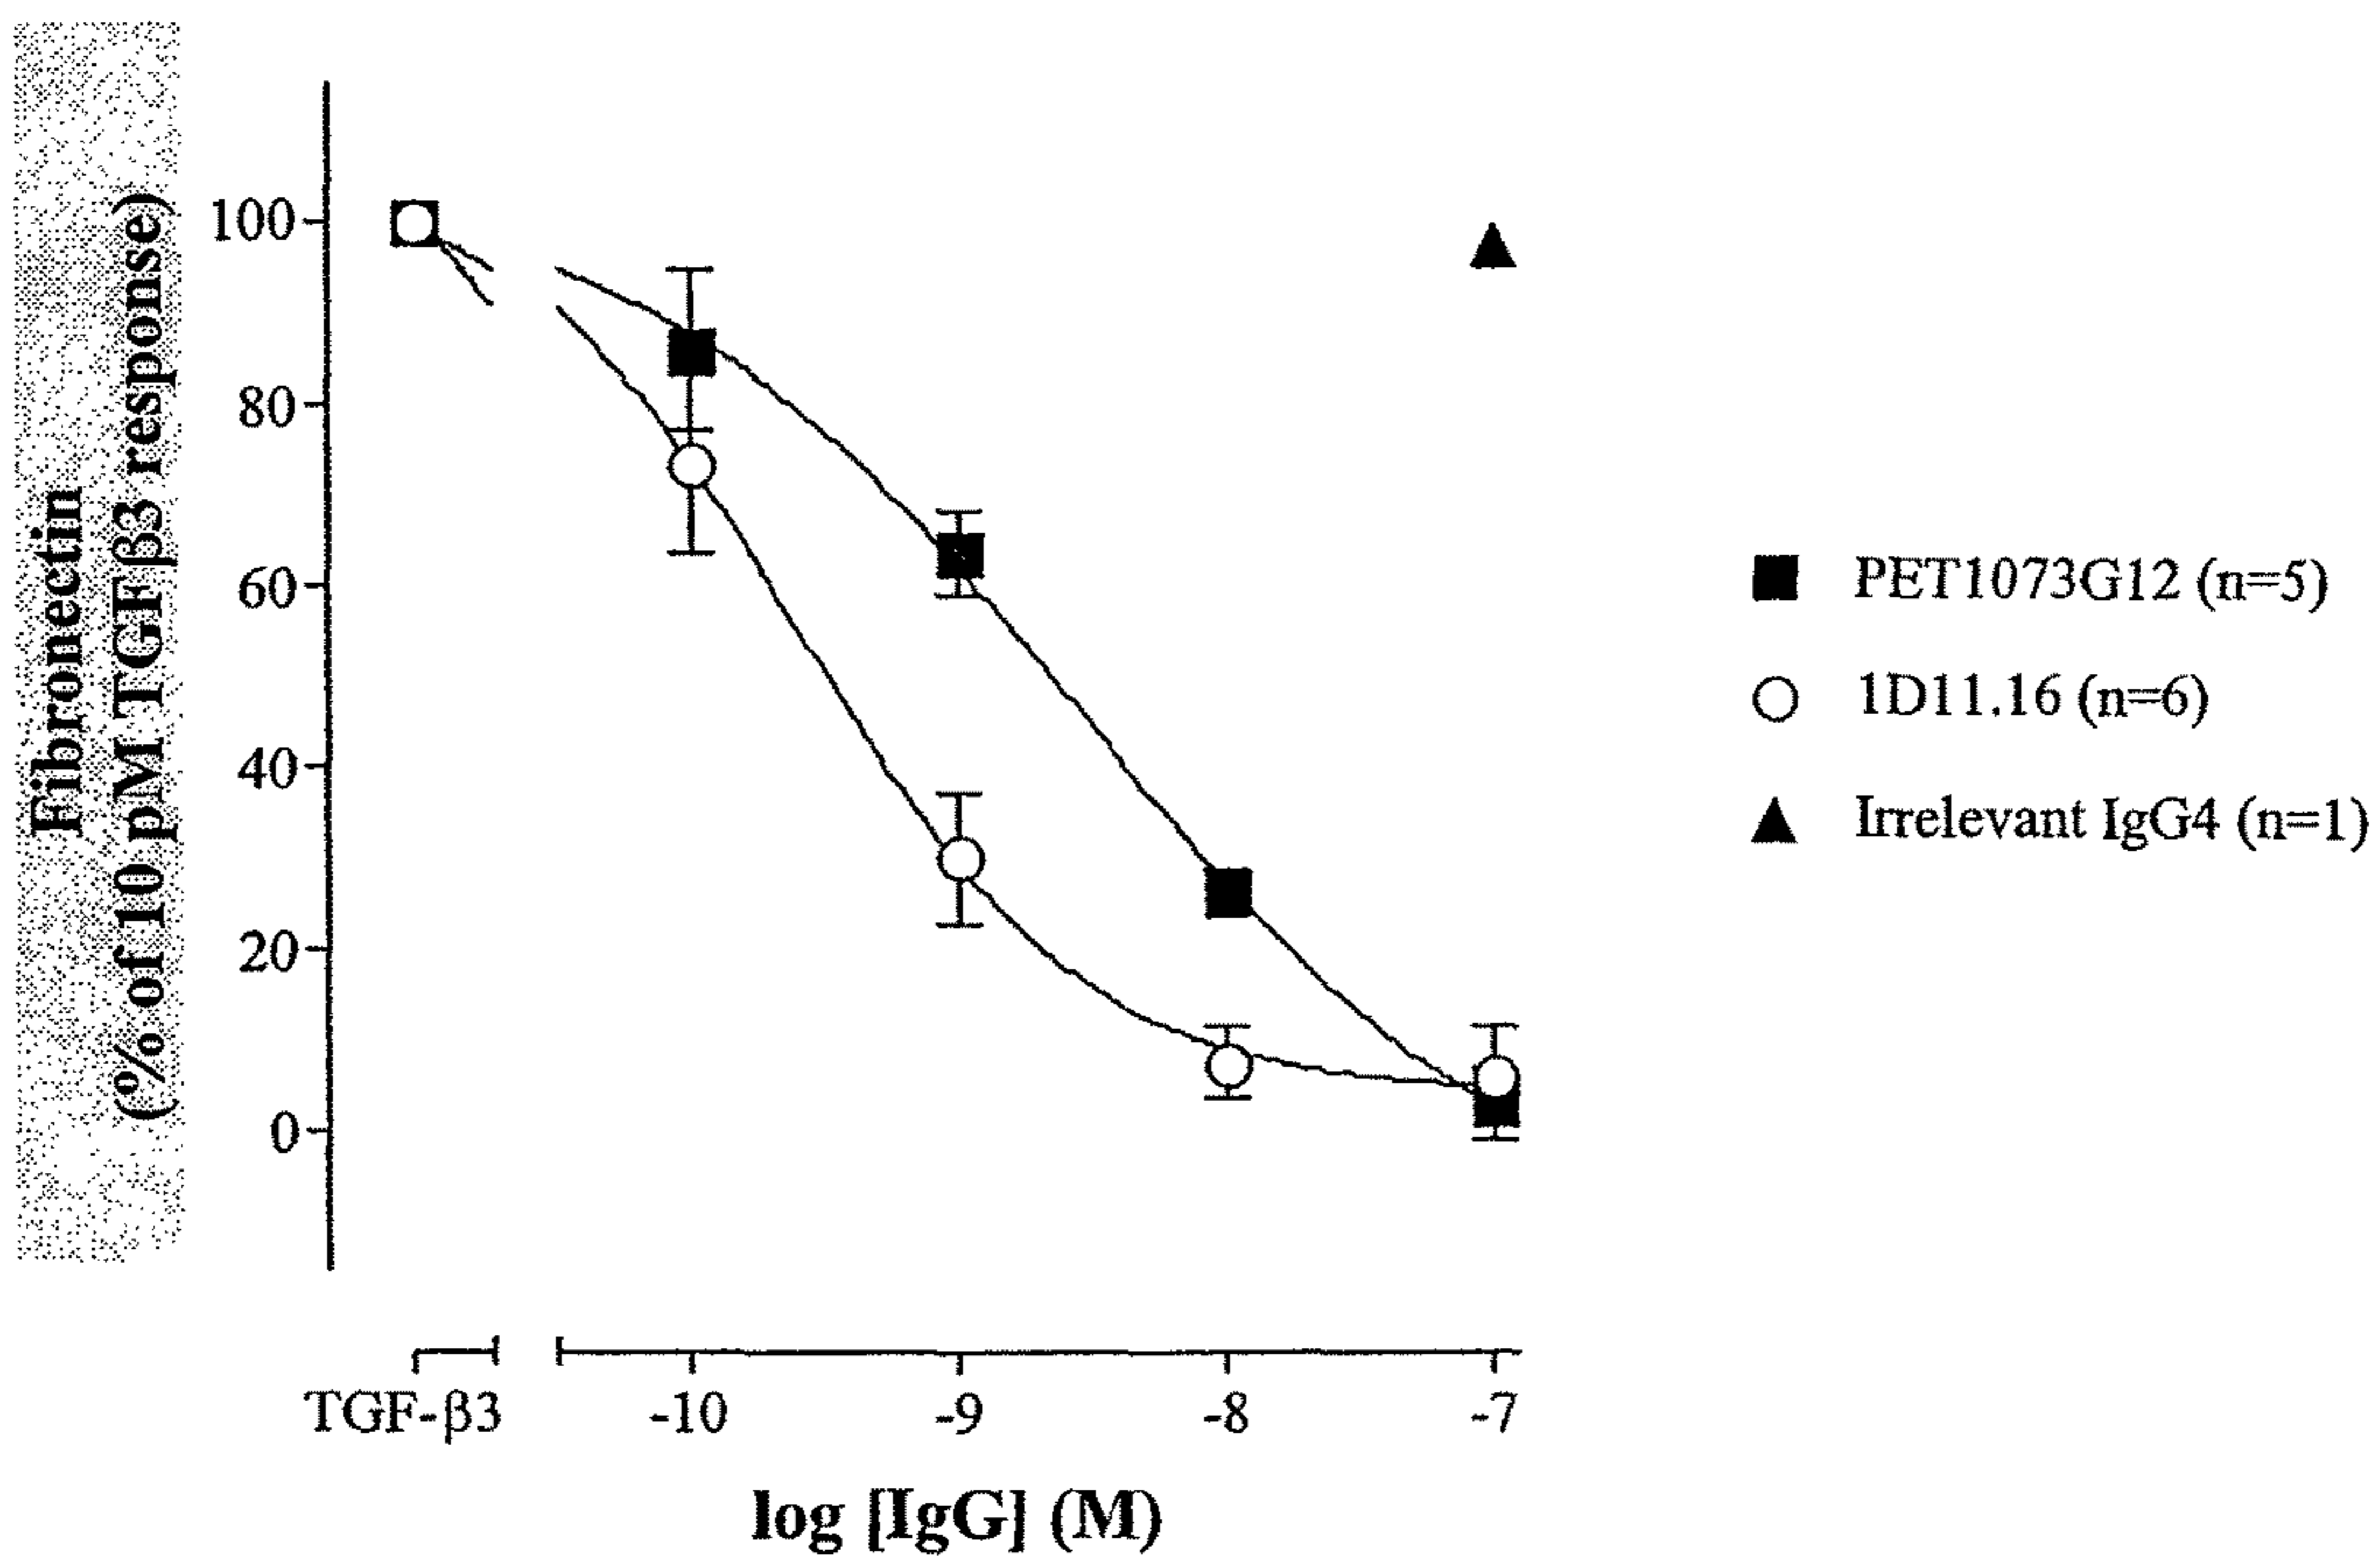 Fibronectin
(% of 10 pM TGFβ3 response)
100
80
60
40
20
0
PET1073G12 (n=5)
1D11.16 (n=6)
Irrelevant IgG4 (n=1)
TGF-β3
-10
-9
-8
-7
log [IgG] (M)